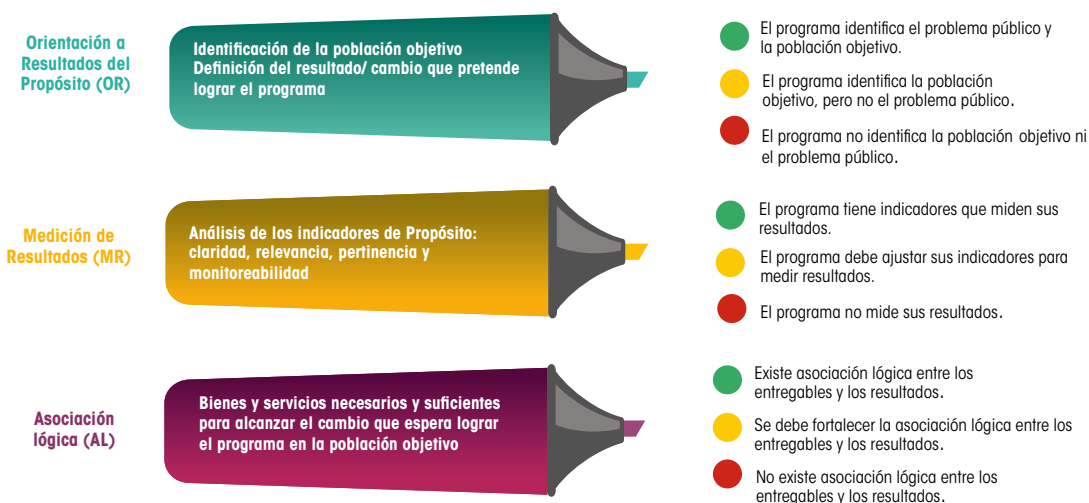 Orientación a
Resultados del
Propósito (OR)
Identificación de la población objetivo
Definición del resultado/ cambio que pretende
lograr el programa
El programa identifica el problema público y
la población objetivo.
El programa identifica la población
objetivo, pero no el problema público.
El programa no identifica la población objetivo ni
el problema público.
Medición de
Resultados (MR)
Análisis de los indicadores de Propósito:
claridad, relevancia, pertinencia y
monitoreabilidad
El programa tiene indicadores que miden sus
resultados.
El programa debe ajustar sus indicadores para
medir resultados.
El programa no mide sus resultados.
Asociación
lógica (AL)
Bienes y servicios necesarios y suficientes
para alcanzar el cambio que espera lograr
el programa en la población objetivo
Existe asociación lógica entre los
entregables y los resultados.
Se debe fortalecer la asociación lógica entre los
entregables y los resultados.
No existe asociación lógica entre los
entregables y los resultados.